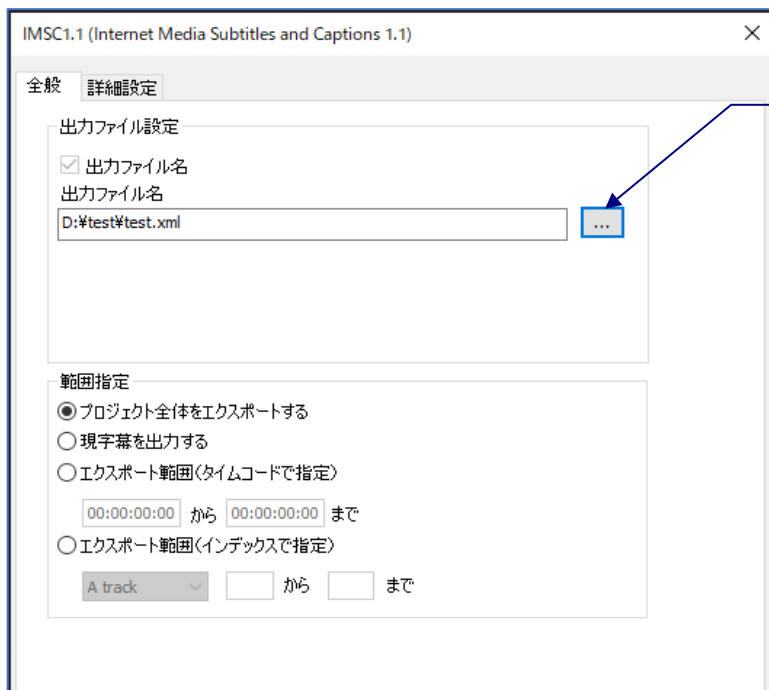 IMSC1.1 (Internet Media Subtitles and Captions 1.1)
全般 詳細設定
出力ファイル設定
出力ファイル名
出力ファイル名
D:¥test¥test.xml ...
範囲指定
プロジェクト全体をエクスポートする
現字幕を出力する
エクスポート範囲(タイムコードで指定)
00:00:00:00 から 00:00:00:00 まで
エクスポート範囲(インデックスで指定)
A track から まで